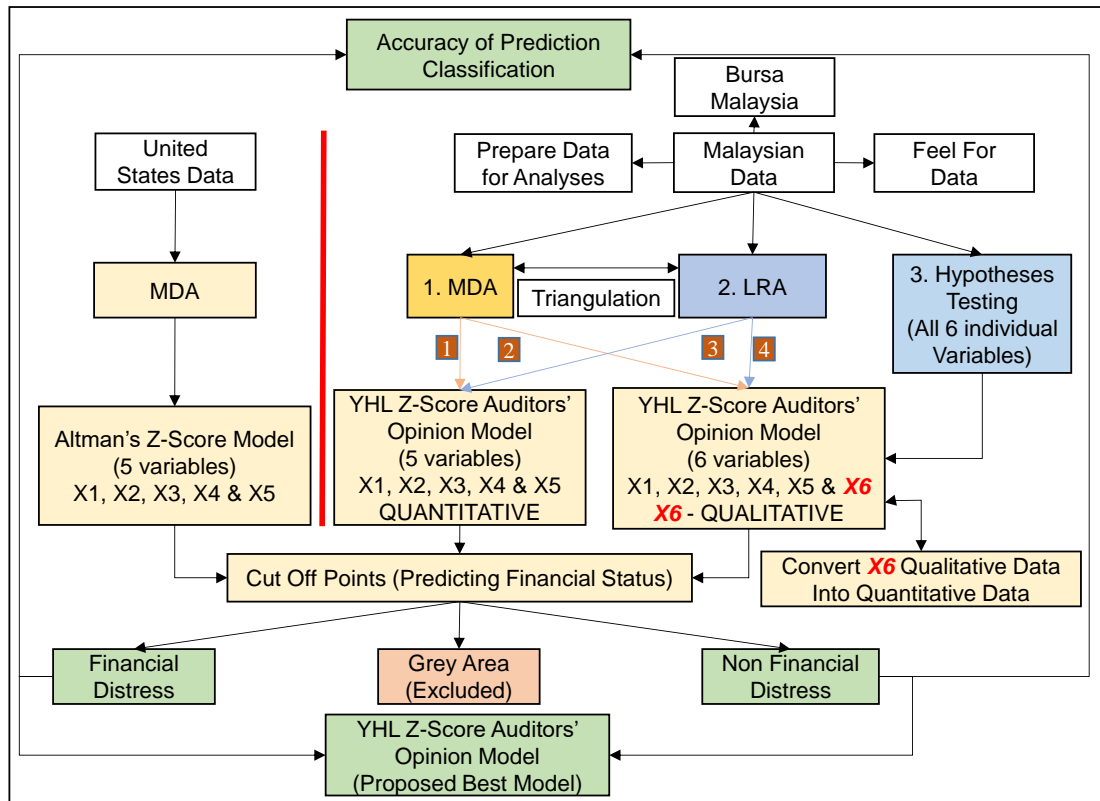 Accuracy of Prediction
Classification
Bursa
Malaysia
United
States Data
Prepare Data
for Analyses
Malaysian
Data
Feel For
Data
MDA
1. MDA
Triangulation
2. LRA
3. Hypotheses
Testing
(All 6 individual
Variables)
1
2
3
4
Altman’s Z-Score Model
(5 variables)
X1, X2, X3, X4 & X5
YHL Z-Score Auditors’
Opinion Model
(5 variables)
X1, X2, X3, X4 & X5
QUANTITATIVE
YHL Z-Score Auditors’
Opinion Model
(6 variables)
X1, X2, X3, X4, X5 & X6
X6 - QUALITATIVE
Cut Off Points (Predicting Financial Status)
Convert X6 Qualitative Data
Into Quantitative Data
Financial
Distress
Grey Area
(Excluded)
Non Financial
Distress
YHL Z-Score Auditors’
Opinion Model
(Proposed Best Model)